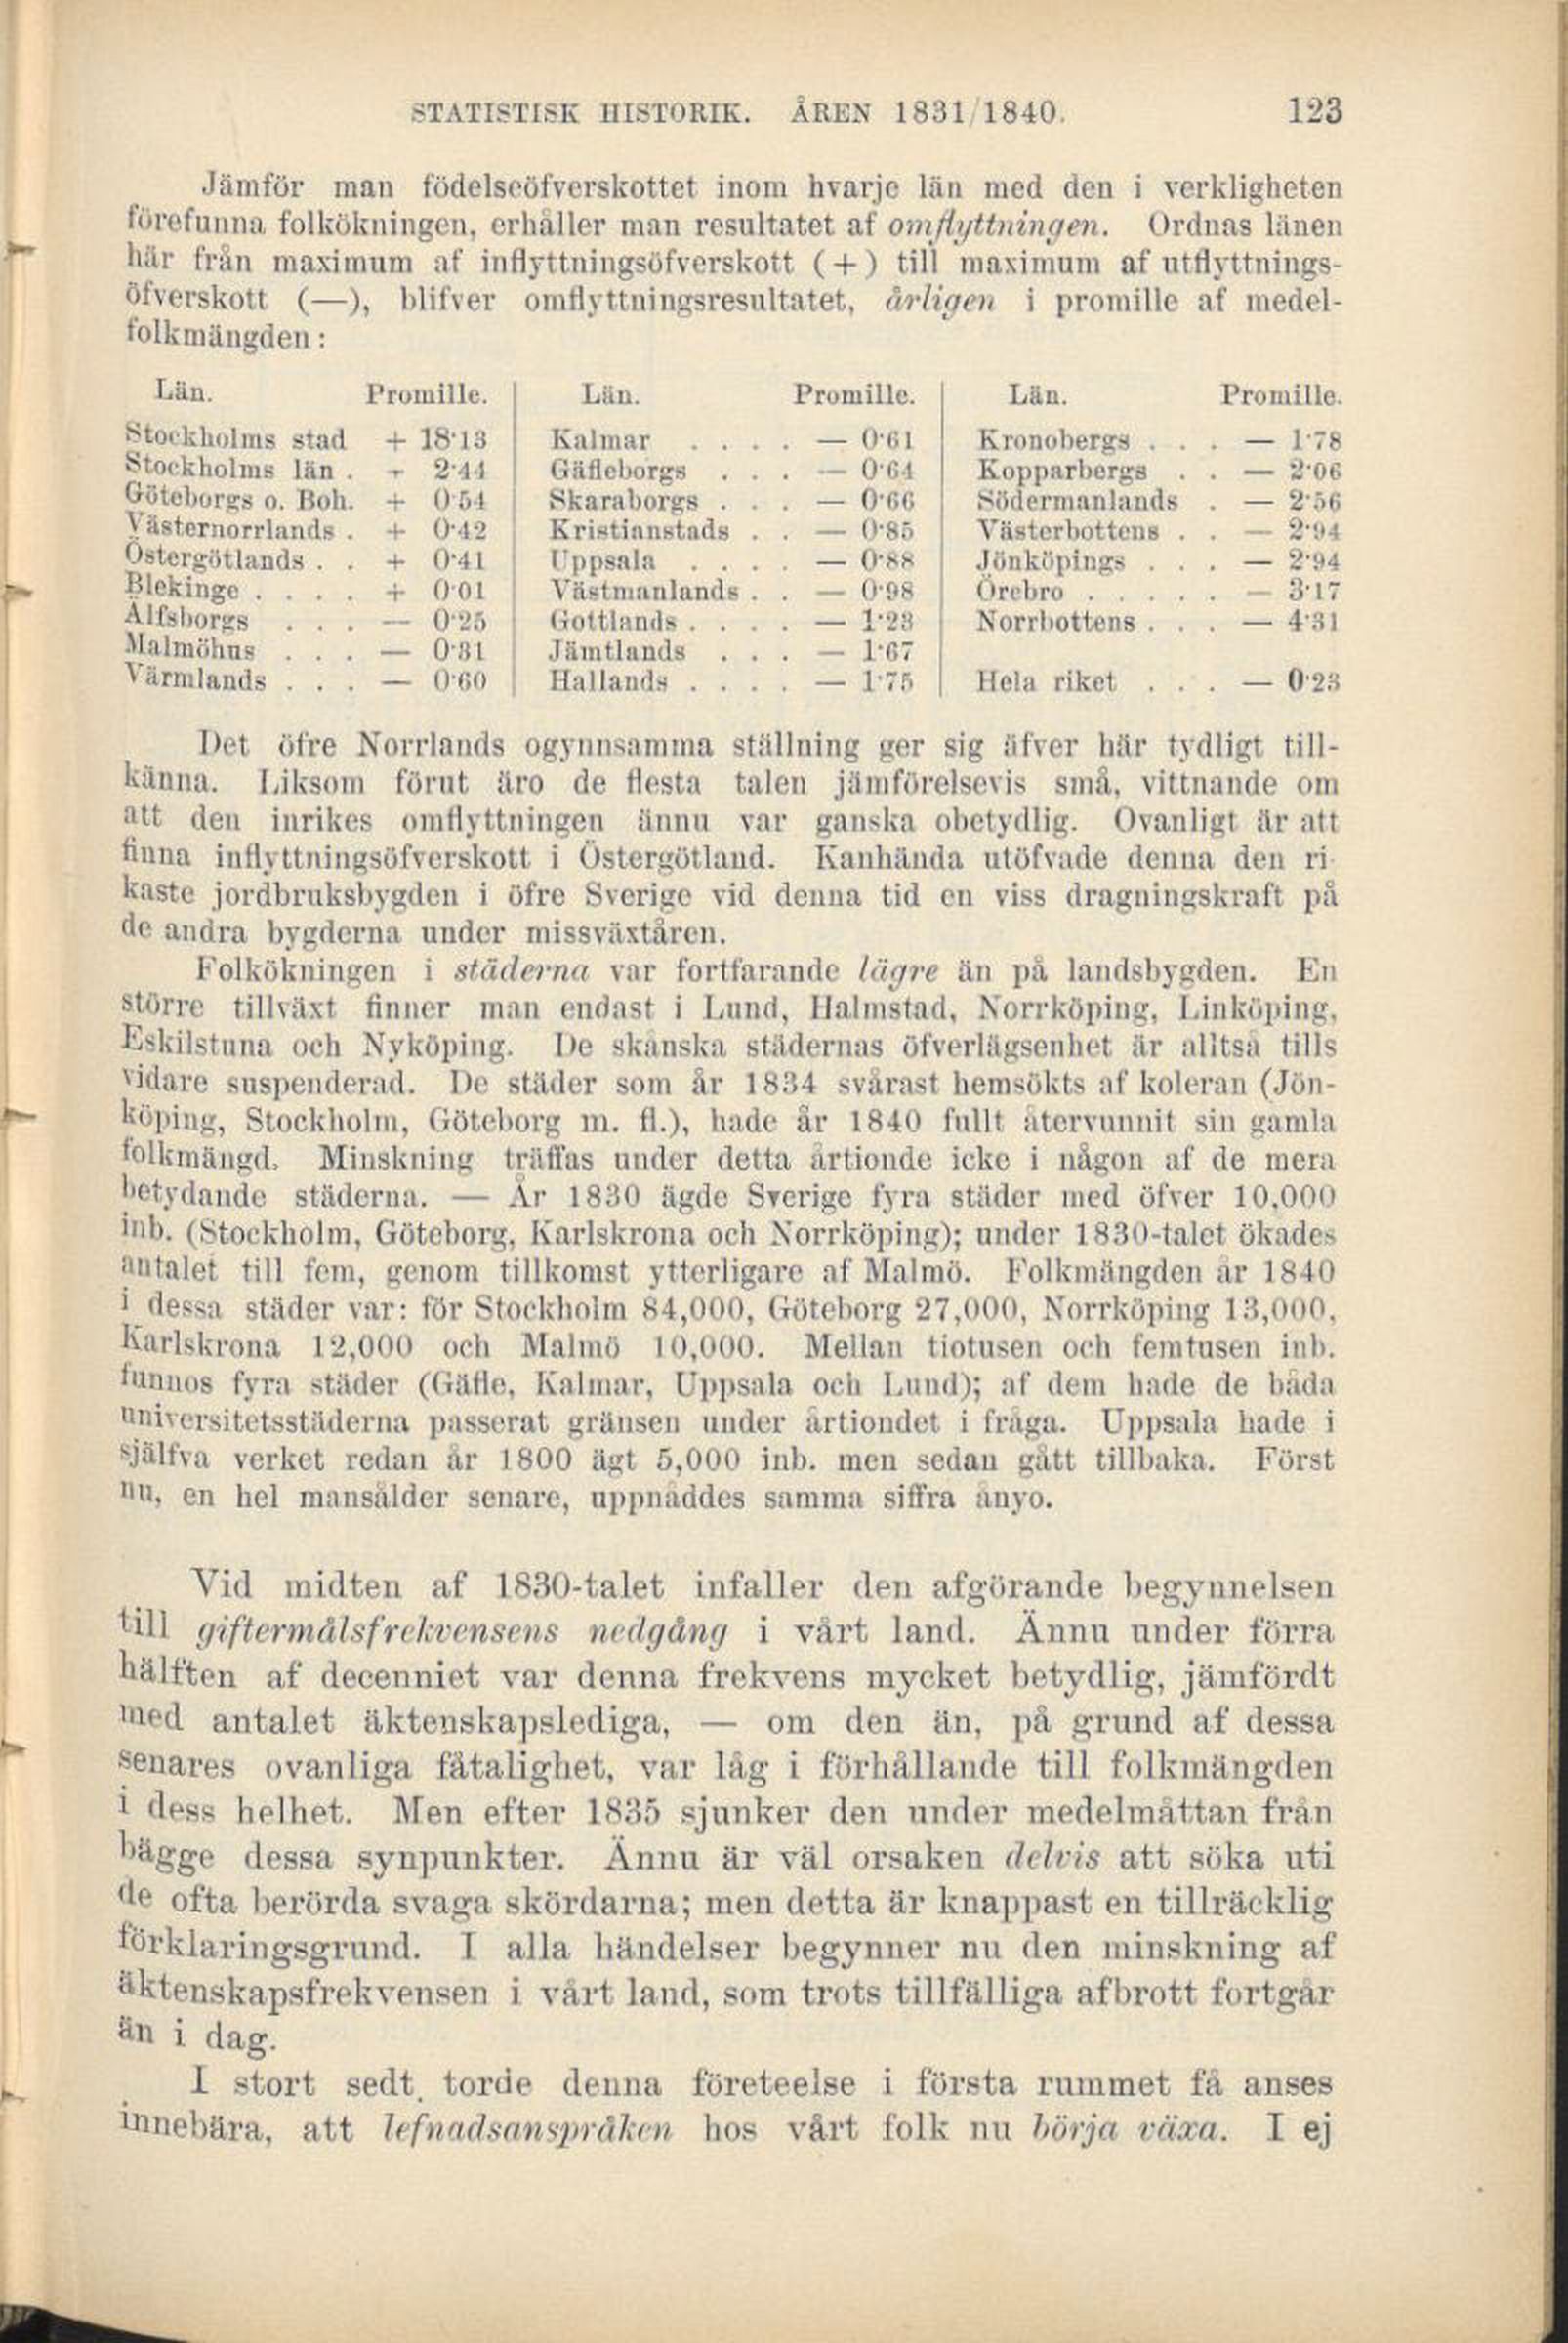 STATISTISK HISTORIK. ÅREN 1831/1840. 123
Jämför man födelseöfverskottet inom hvarje län med den i verkligheten
förefunna folkökningen, erhåller man resultatet af omflyttningen. Ordnas länen
här från maximum af inflyttningsöfverskott (+) till maximum af utflyttnings-
öfverskott (—), blifver omflyttningsresultatet, årligen i promille af medel-
folkmängden:
Län. Promille. Län. Promille. Län. Promille.
Stockholms stad + 18·13 Kalmar . . . . — 0·61 Kronobergs . . . — 1·78
Stockholms län . + 2·44 Gäfleborgs . . . — 0·64 Kopparbergs . . — 2·06
Göteborgs o. Boh. + 0·54 Skaraborgs . . . — 0·66 Södermanlands . — 2·56
Västernorrlands . + 0·42 Kristianstads . . — 0·85 Västerbottens . . — 2·94
Östergötlands . . + 0·41 Uppsala . . . . — 0·88 Jönköpings . . . — 2·94
Blekinge . . . . + 0·01 Västmanlands . . — 0·98 Örebro . . . . . — 3·17
Älfsborgs . . . — 0·25 Gottlands . . . . — 1·23 Norrbottens . . . — 4·31
Malmöhus . . . — 0·31 Jämtlands . . . — 1·67
Värmlands . . . — 0·60 Hallands . . . . — 1·75 Hela riket . . . — 0·23
Det öfre Norrlands ogynnsamma ställning ger sig äfver här tydligt till-
känna. Liksom förut äro de flesta talen jämförelsevis små, vittnande om
att den inrikes omflyttningen ännu var ganska obetydlig. Ovanligt är att
finna inflyttningsöfverskott i Östergötland. Kanhända utöfvade denna den ri-
kaste jordbruksbygden i öfre Sverige vid denna tid en viss dragningskraft på
de andra bygderna under missväxtåren.
Folkökningen i städerna var fortfarande lägre än på landsbygden. En
större tillväxt finner man endast i Lund, Halmstad, Norrköping, Linköping,
Eskilstuna och Nyköping. De skånska städernas öfverlägsenhet är alltså tills
vidare suspenderad. De städer som år 1834 svårast hemsökts af koleran (Jön-
köping, Stockholm, Göteborg m. fl.), hade år 1840 fullt återvunnit sin gamla
folkmängd. Minskning träffas under detta årtionde icke i någon af de mera
betydande städerna. — År 1830 ägde Sverige fyra städer med öfver 10,000
inb. (Stockholm, Göteborg, Karlskrona och Norrköping); under 1830-talet ökades
antalet till fem, genom tillkomst ytterligare af Malmö. Folkmängden år 1840
i dessa städer var: för Stockholm 84,000, Göteborg 27,000, Norrköping 13,000,
Karlskrona 12,000 och Malmö 10,000. Mellan tiotusen och femtusen inb.
funnos fyra städer (Gäfle, Kalmar, Uppsala och Lund); af dem hade de båda
universitetsstäderna passerat gränsen under årtiondet i fråga. Uppsala hade i
själfva verket redan år 1800 ägt 5,000 inb. men sedan gått tillbaka. Först
nu, en hel mansålder senare, uppnåddes samma siffra ånyo.
Vid midten af 1830-talet infaller den afgörande begynnelsen
till giftermålsfrekvensens nedgång i vårt land. Ännu under förra
hälften af decenniet var denna frekvens mycket betydlig, jämfördt
med antalet äktenskapslediga, — om den än, på grund af dessa
senares ovanliga fåtalighet, var låg i förhållande till folkmängden
i dess helhet. Men efter 1835 sjunker den under medelmåttan från
bägge dessa synpunkter. Ännu är väl orsaken delvis att söka uti
de ofta berörda svaga skördarna; men detta är knappast en tillräcklig
förklaringsgrund. I alla händelser begynner nu den minskning af
äktenskapsfrekvensen i vårt land, som trots tillfälliga afbrott fortgår
än i dag.
I stort sedt, torde denna företeelse i första rummet få anses
innebära, att lefnadsanspråken hos vårt folk nu börja växa. I ej